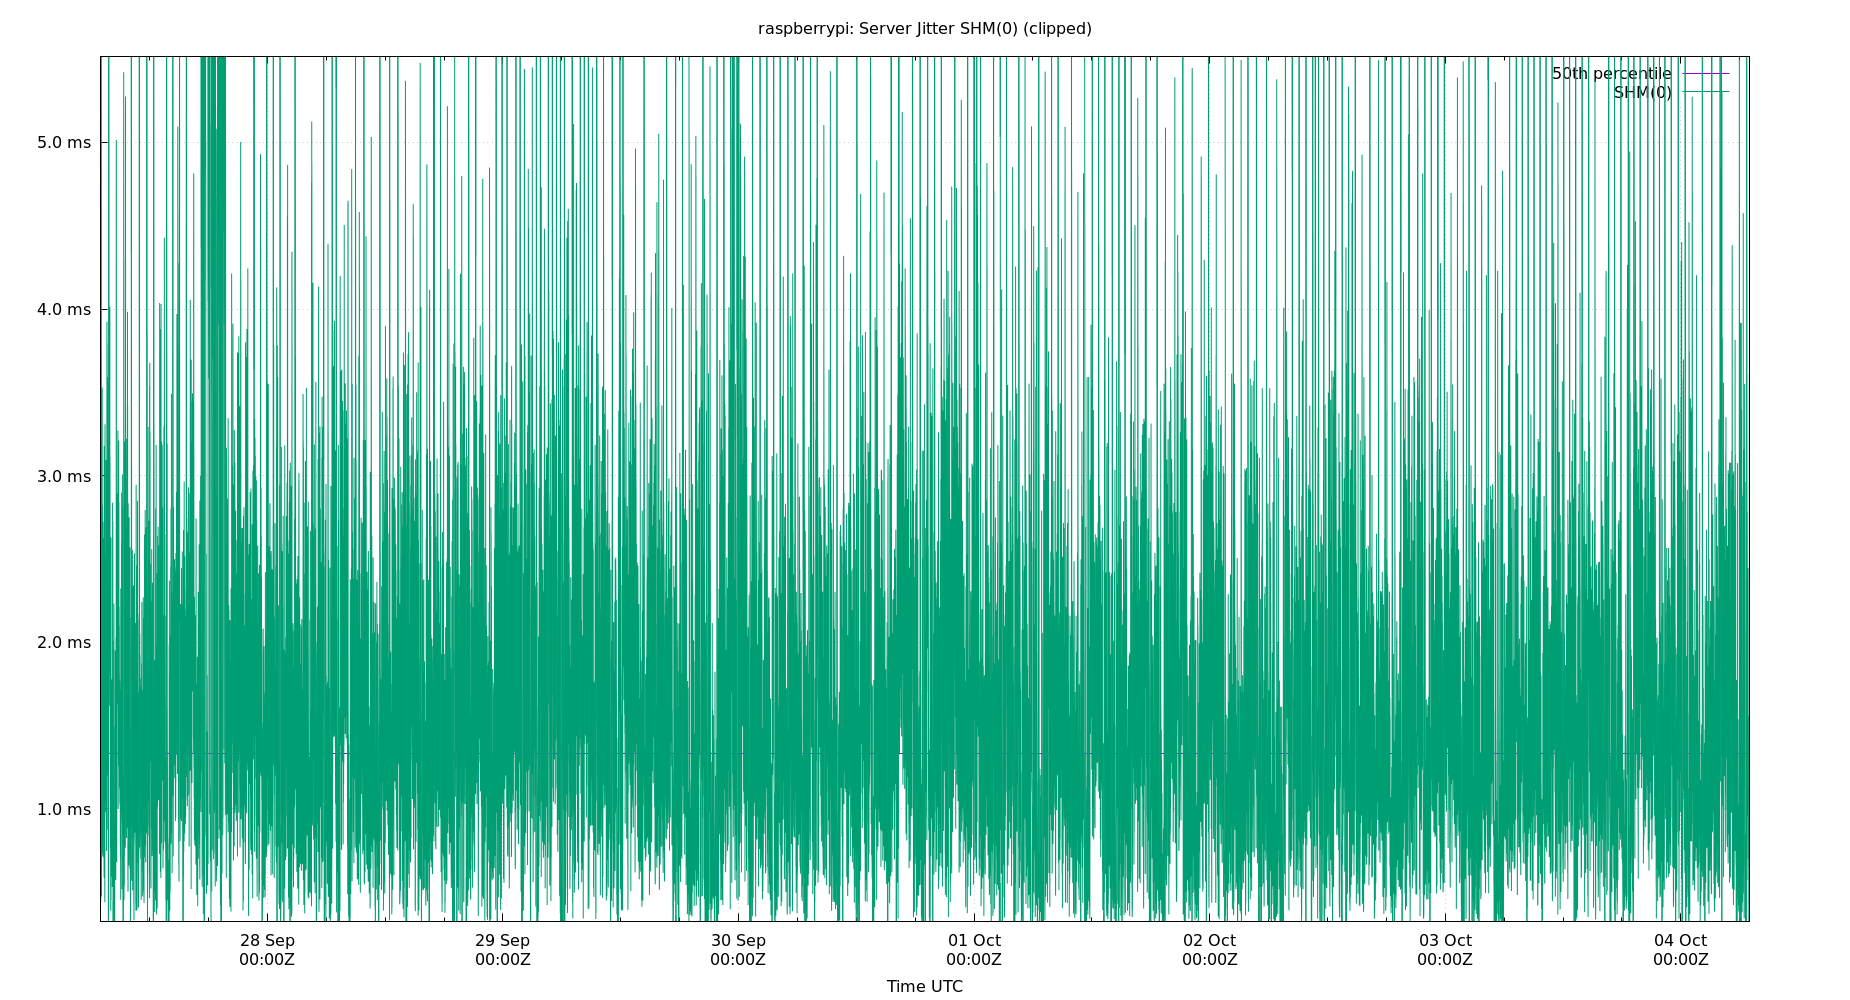 raspberrypi: Server Jitter SHM(0) (clipped)
50th percentile
SHM(0)
5.0 ms
4.0 ms
3.0 ms
2.0 ms
1.0 ms
28 Sep 29 Sep 30 Sep 01 Oct 02 Oct 03 Oct 04 Oct
00:00Z 00:00Z 00:00Z 00:00Z 00:00Z 00:00Z 00:00Z
Time UTC